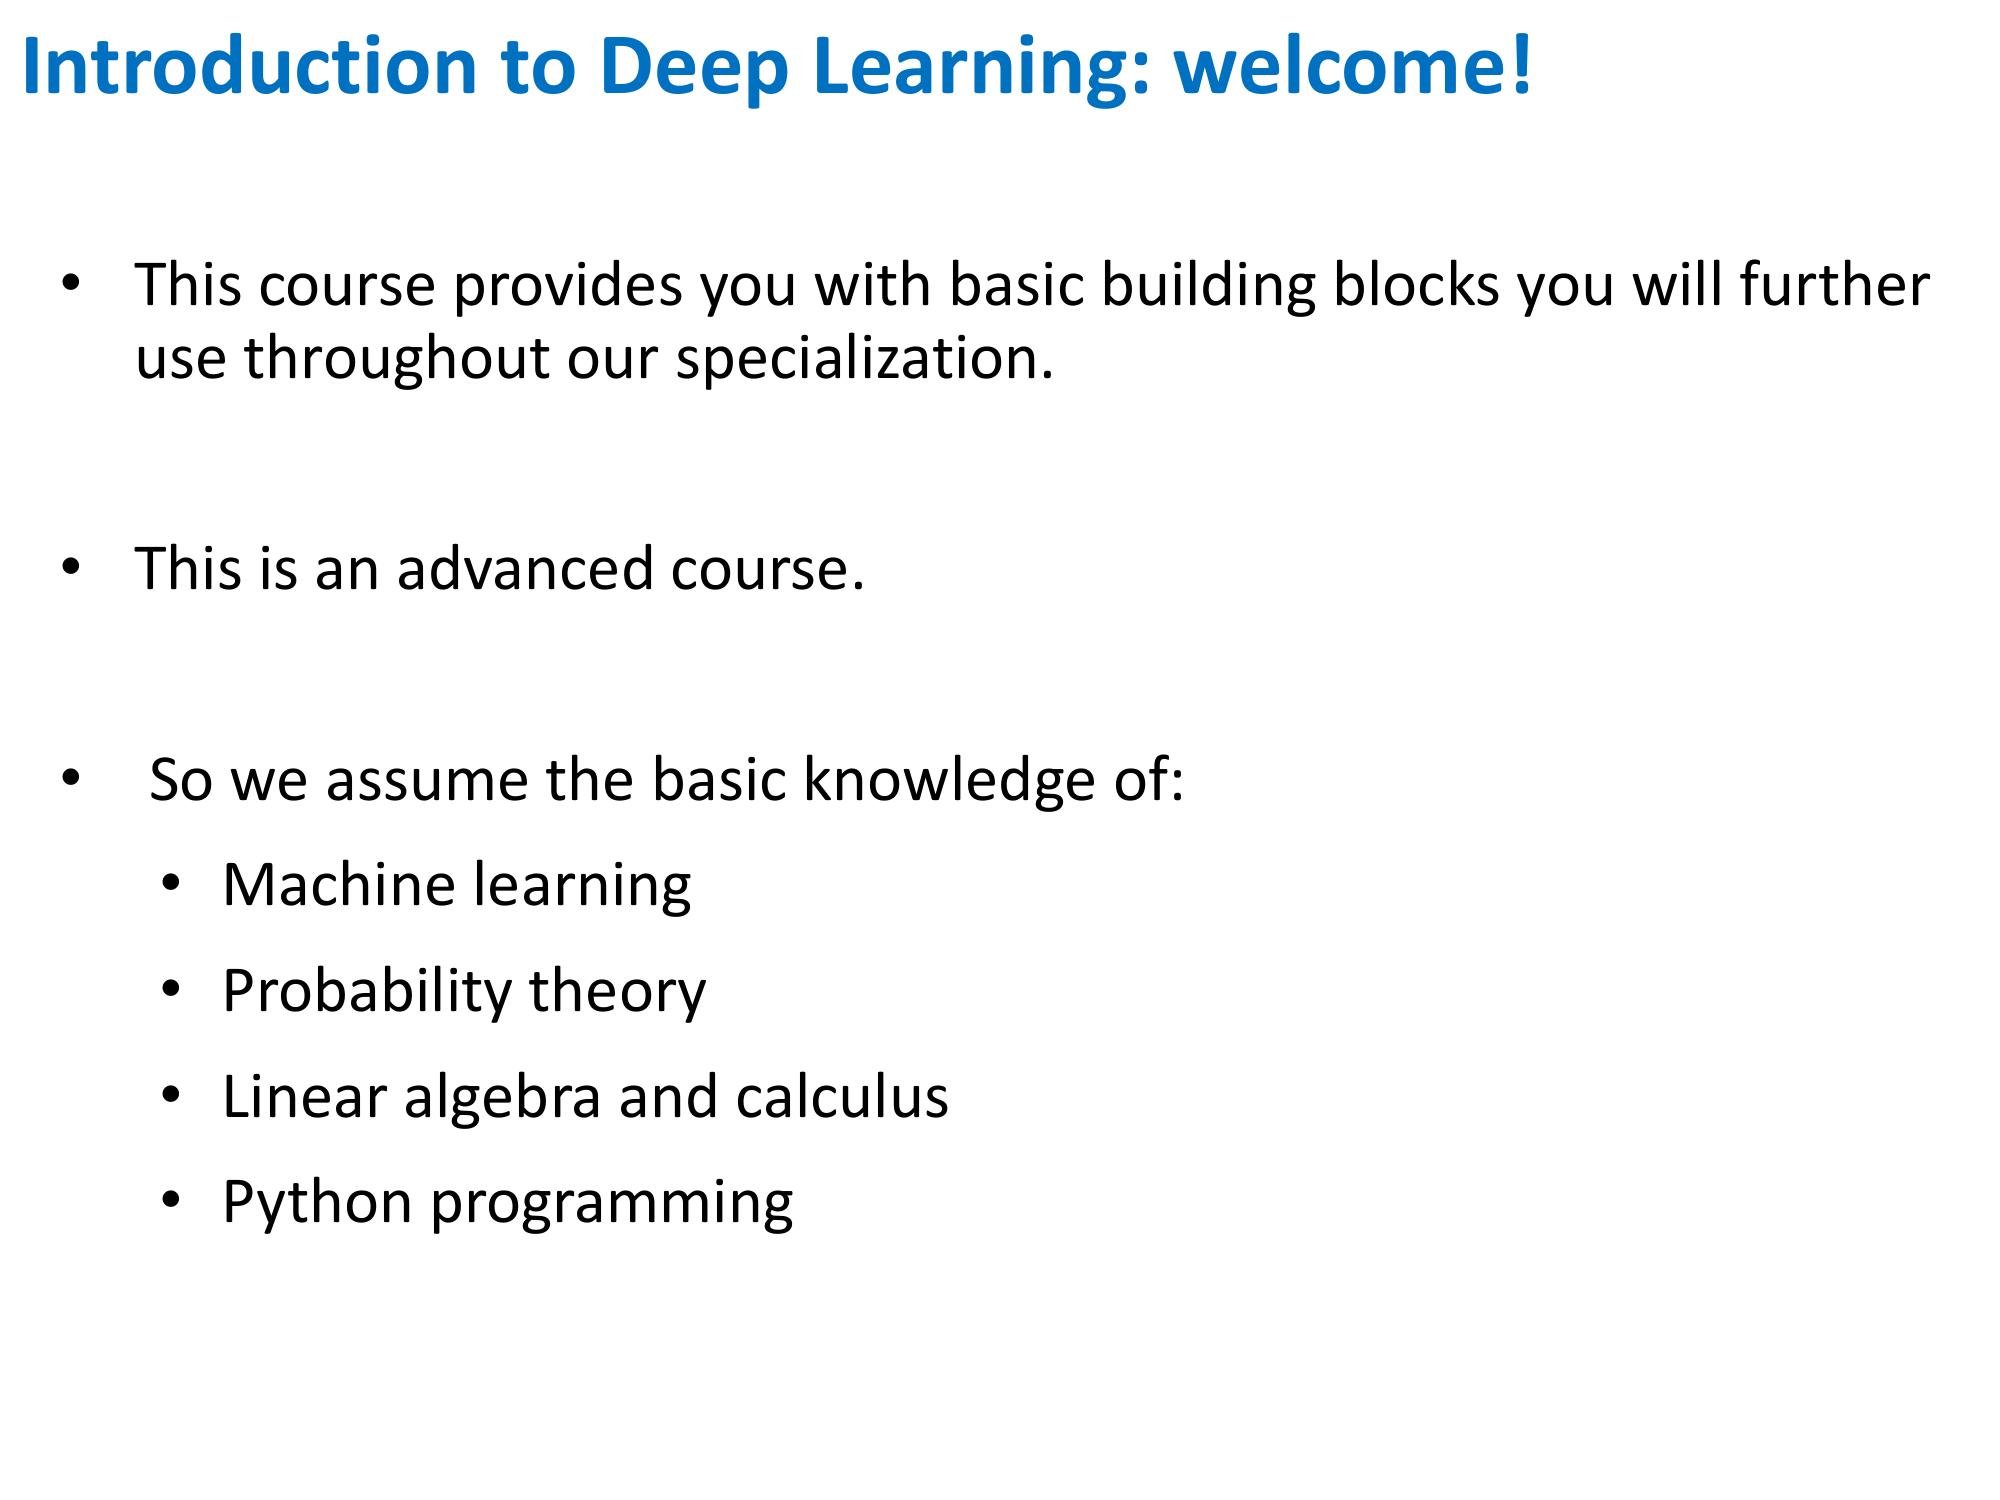 Introduction to Deep Learning: welcome!
• This course provides you with basic building blocks you will further
use throughout our specialization.
• This is an advanced course.
• So we assume the basic knowledge of:
• Machine learning
• Probability theory
• Linear algebra and calculus
• Python programming